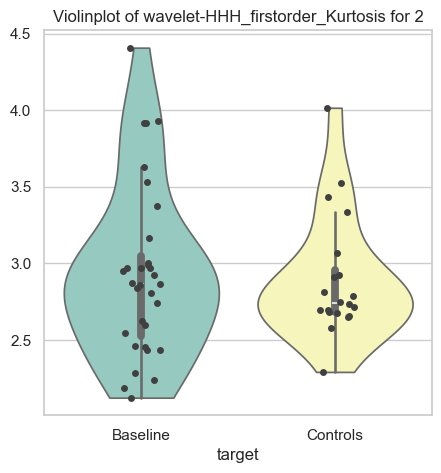 Violinplot of wavelet-HHH_firstorder_Kurtosis for 2
4.5
4.0
3.5
3.0
2.5
Baseline
Controls
target